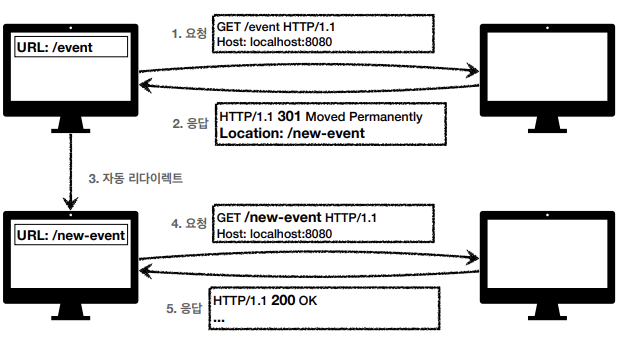 URL: /event
1. 요청
GET /event HTTP/1.1
Host: localhost:8080
2. 응답
HTTP/1.1 301 Moved Permanently
Location: /new-event
3. 자동 리다이렉트
URL: /new-event
4. 요청
GET /new-event HTTP/1.1
Host: localhost:8080
5. 응답
HTTP/1.1 200 OK
...